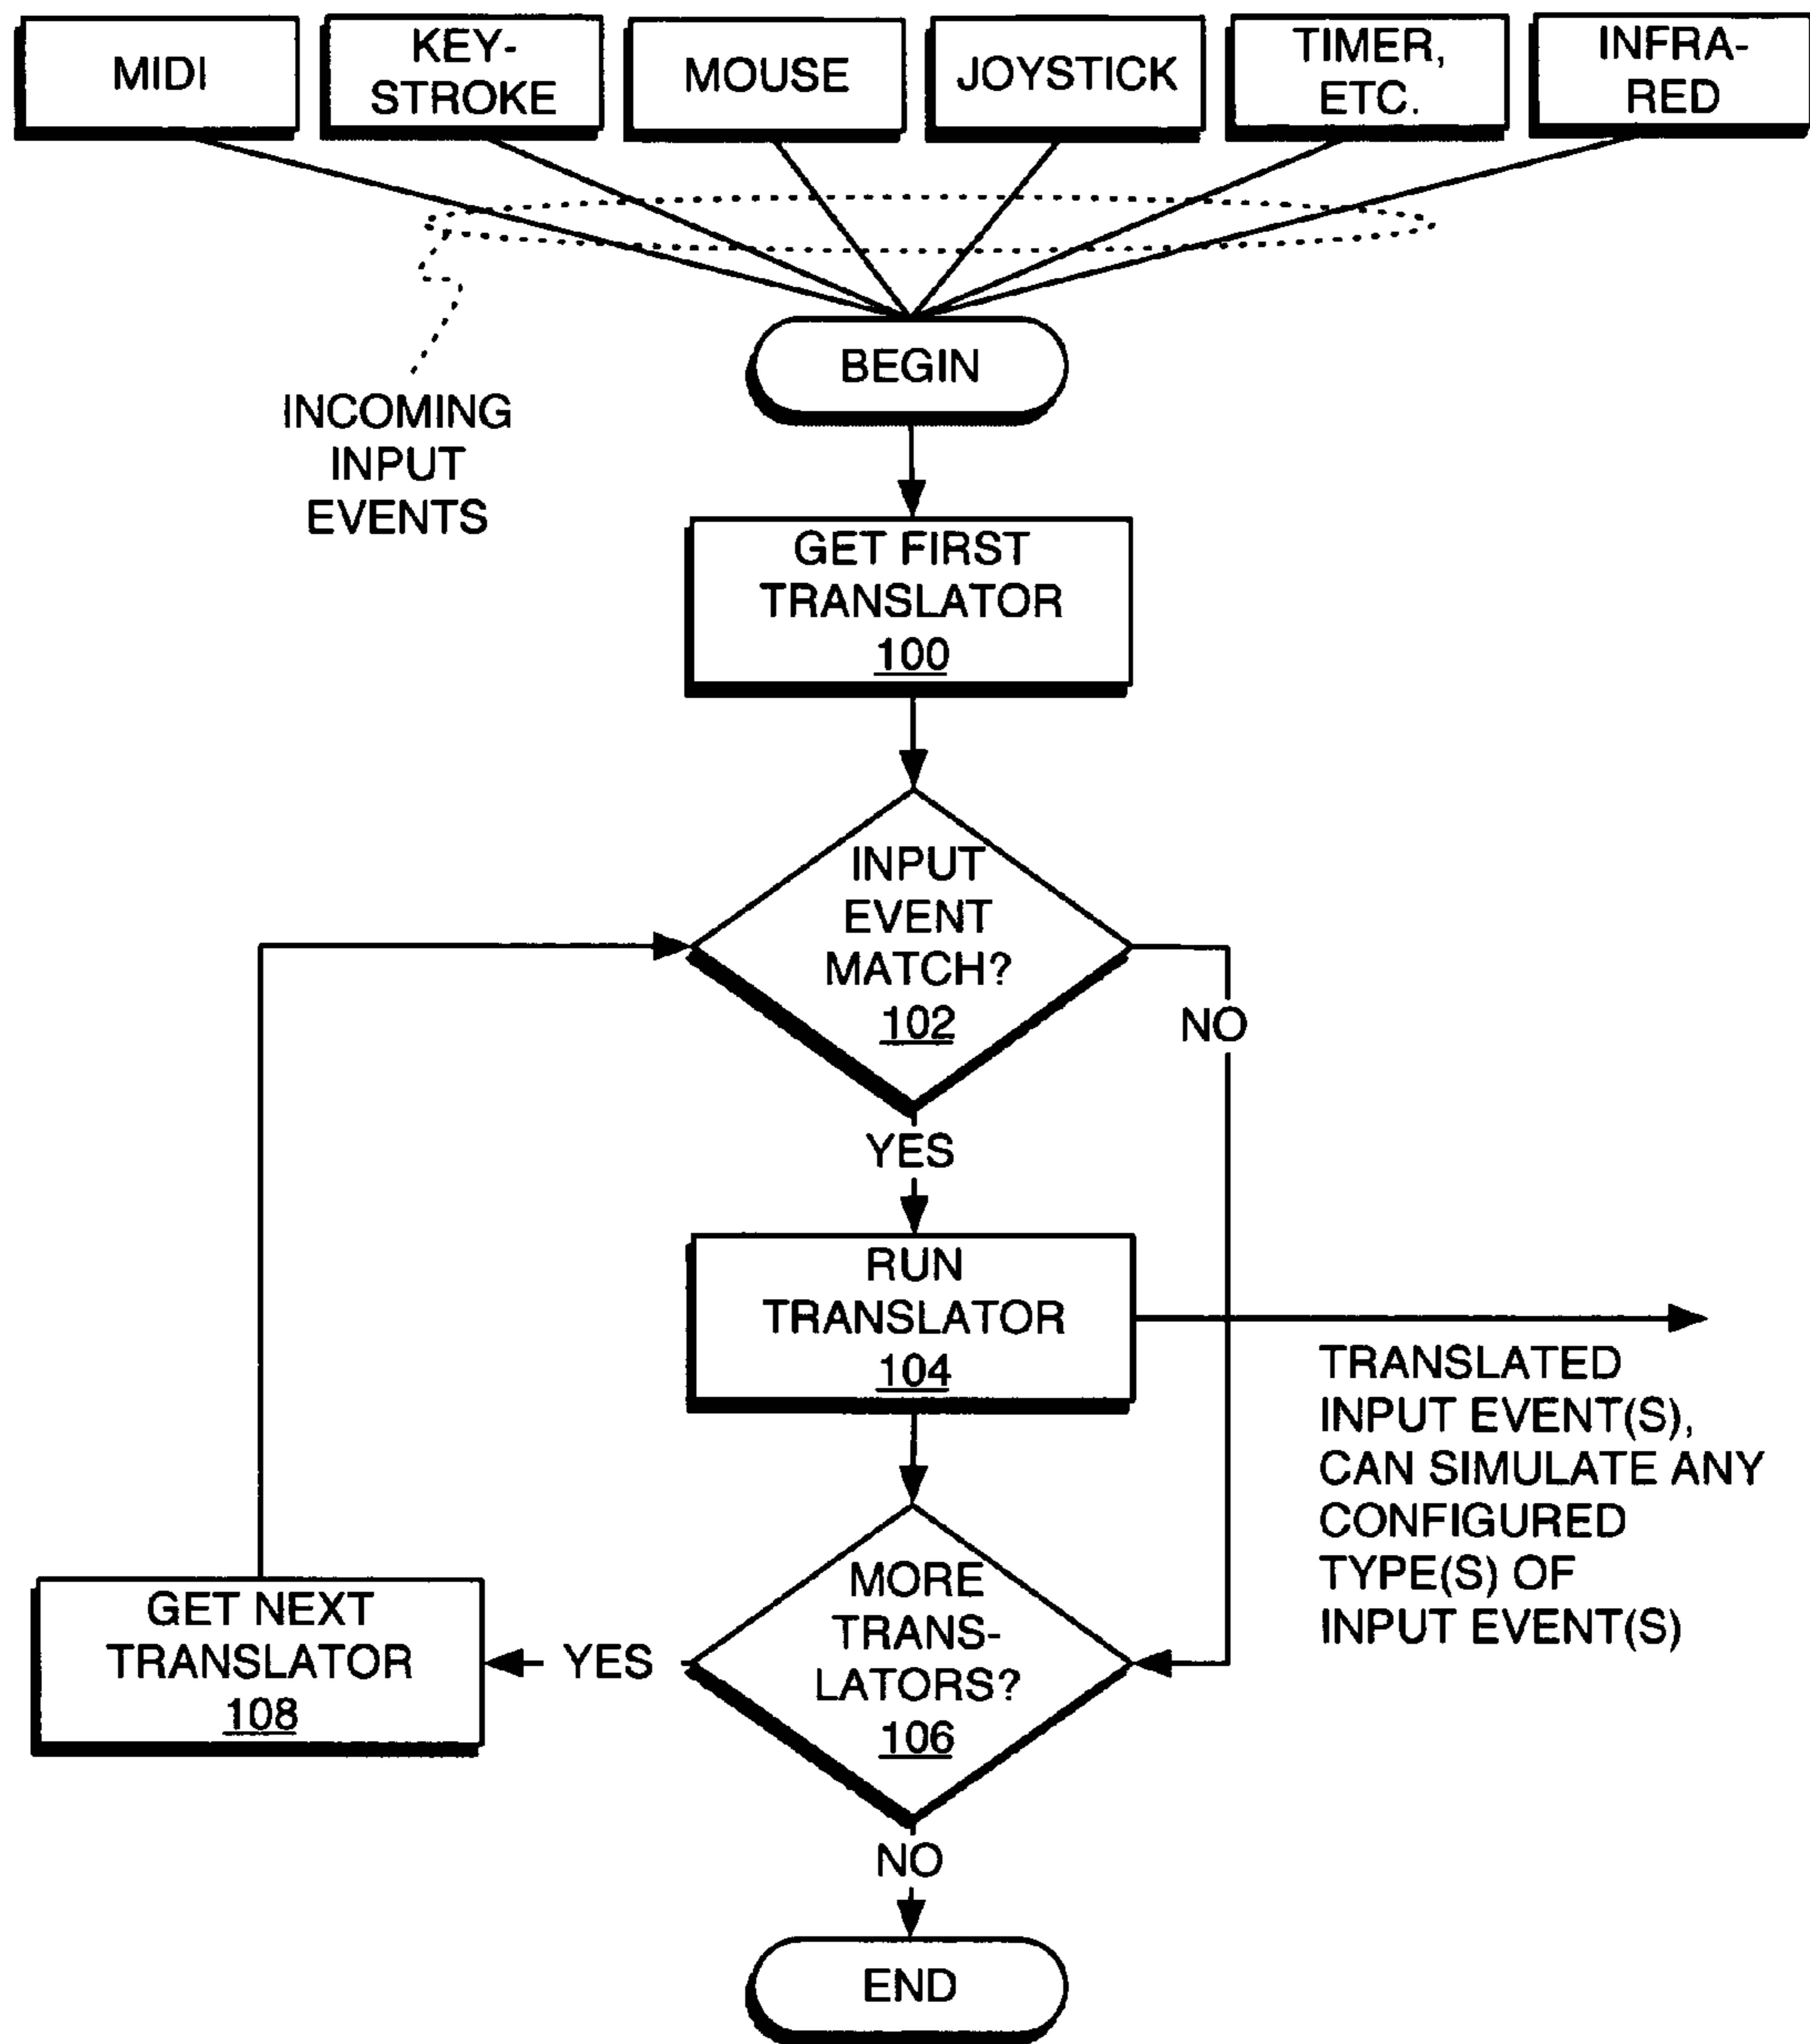 MIDI
KEY-
STROKE
MOUSE
JOYSTICK
TIMER,
ETC.
INFRA-
RED
BEGIN
INCOMING
INPUT
EVENTS
GET FIRST
TRANSLATOR
100
INPUT
EVENT
MATCH?
102
NO
YES
RUN
TRANSLATOR
104
TRANSLATED
INPUT EVENT(S),
CAN SIMULATE ANY
CONFIGURED
TYPE(S) OF
INPUT EVENT(S)
MORE
TRANS-
LATORS?
106
YES
GET NEXT
TRANSLATOR
108
NO
END